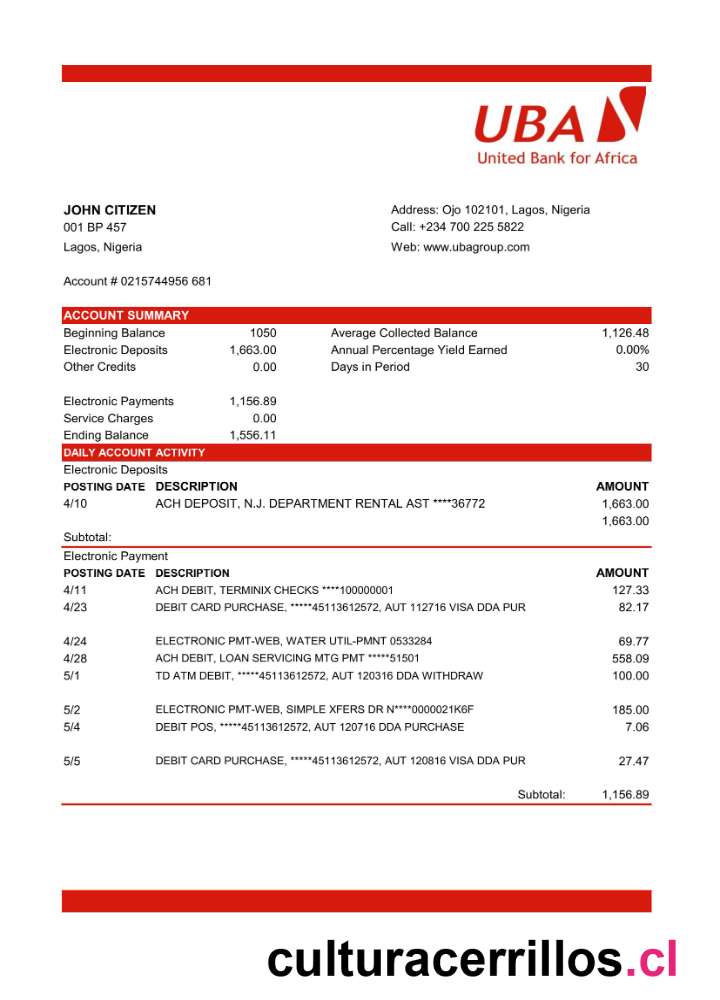 UBA
United Bank for Africa
JOHN CITIZEN
001 BP 457
Lagos, Nigeria
Address: Ojo 102101, Lagos, Nigeria
Call: +234 700 225 5822
Web: www.ubagroup.com
Account # 0215744956 681
ACCOUNT SUMMARY
Beginning Balance 1050 Average Collected Balance 1,126.48
Electronic Deposits 1,663.00 Annual Percentage Yield Earned 0.00%
Other Credits 0.00 Days in Period 30
Electronic Payments 1,156.89
Service Charges 0.00
Ending Balance 1,556.11
DAILY ACCOUNT ACTIVITY
Electronic Deposits
POSTING DATE DESCRIPTION AMOUNT
4/10 ACH DEPOSIT, N.J. DEPARTMENT RENTAL AST ****36772 1,663.00
1,663.00
Subtotal:
Electronic Payment
POSTING DATE DESCRIPTION AMOUNT
4/11 ACH DEBIT, TERMINIX CHECKS ****100000001 127.33
4/23 DEBIT CARD PURCHASE, *****45113612572, AUT 112716 VISA DDA PUR 82.17
4/24 ELECTRONIC PMT-WEB, WATER UTIL-PMNT 0533284 69.77
4/28 ACH DEBIT, LOAN SERVICING MTG PMT *****51501 558.09
5/1 TD ATM DEBIT, *****45113612572, AUT 120316 DDA WITHDRAW 100.00
5/2 ELECTRONIC PMT-WEB, SIMPLE XFERS DR N****0000021K6F 185.00
5/4 DEBIT POS, *****45113612572, AUT 120716 DDA PURCHASE 7.06
5/5 DEBIT CARD PURCHASE, *****45113612572, AUT 120816 VISA DDA PUR 27.47
Subtotal: 1,156.89
culturacerrillos.cl